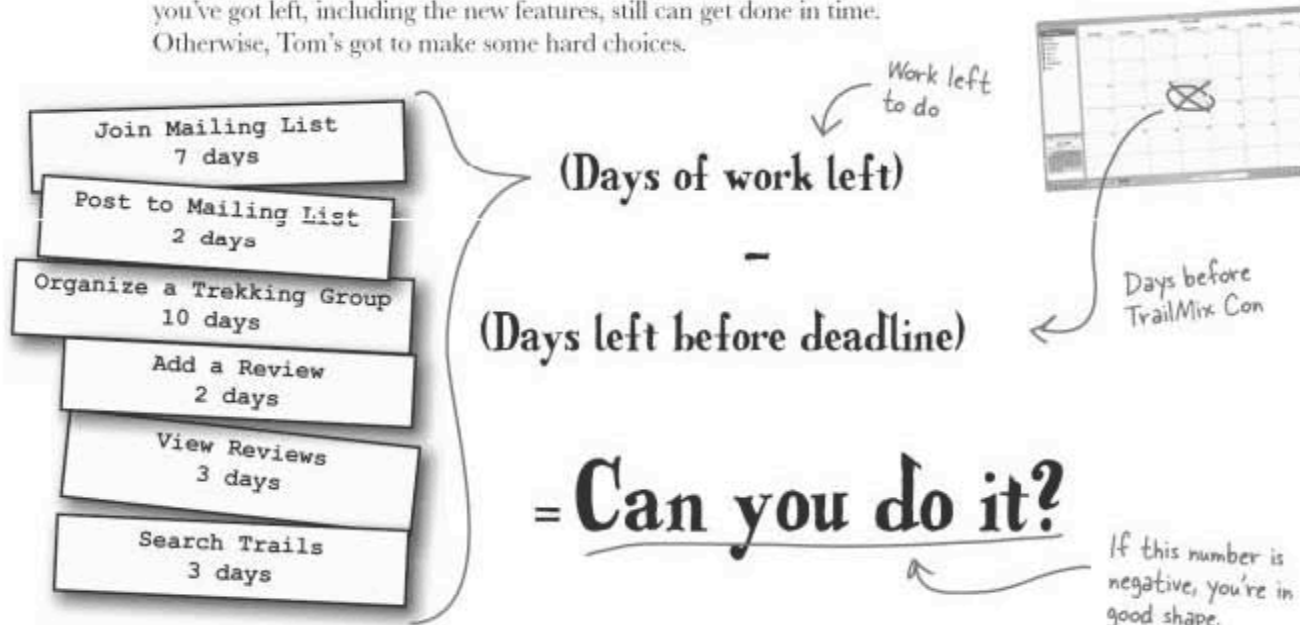 you've got left, including the new features, still can get done in time.
Otherwise, Tom's got to make some hard choices.
Join Mailing List
7 days
Post to Mailing List
2 days
Organize a Trekking Group
10 days
Add a Review
2 days
View Reviews
3 days
Search Trails
3 days
Work left
to do
(Days of work left)
-
(Days left before deadline)
Days before
TrailMix Con
= Can you do it?
If this number is
negative, you're in
good shape.